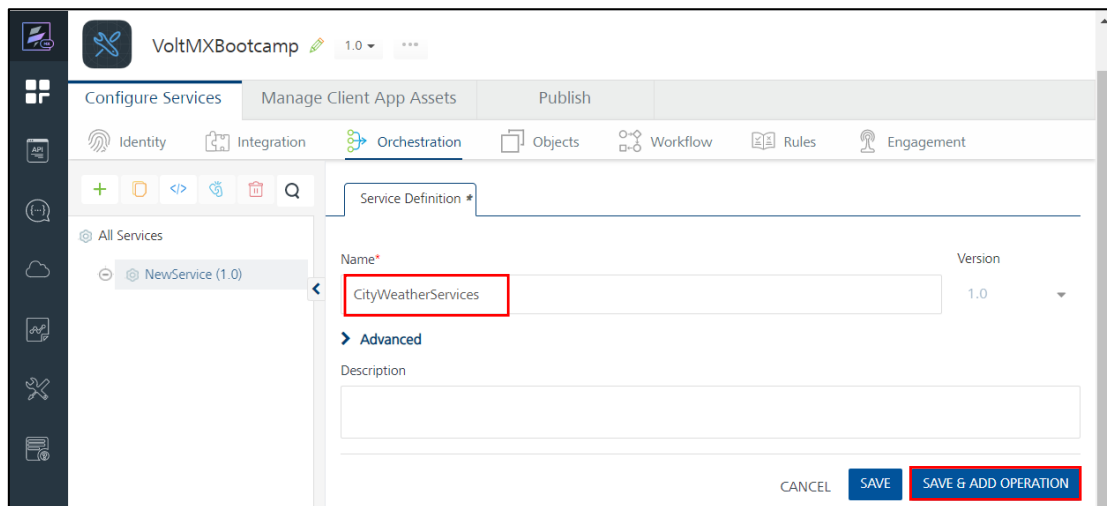 VoltMXBootcamp 1.0
Configure Services Manage Client App Assets Publish
Identity Integration Orchestration Objects Workflow Rules Engagement
API
Service Definition *
All Services
NewService (1.0)
Name*
Version
CityWeatherServices
1.0
Advanced
Description
CANCEL SAVE SAVE & ADD OPERATION